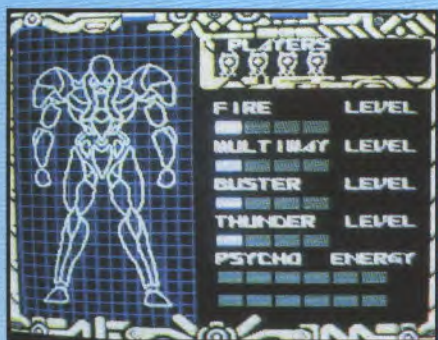 PLAYERS
FIRE LEVEL
MULTIWAY LEVEL
BUSTER LEVEL
THUNDER LEVEL
PSYCHO ENERGY